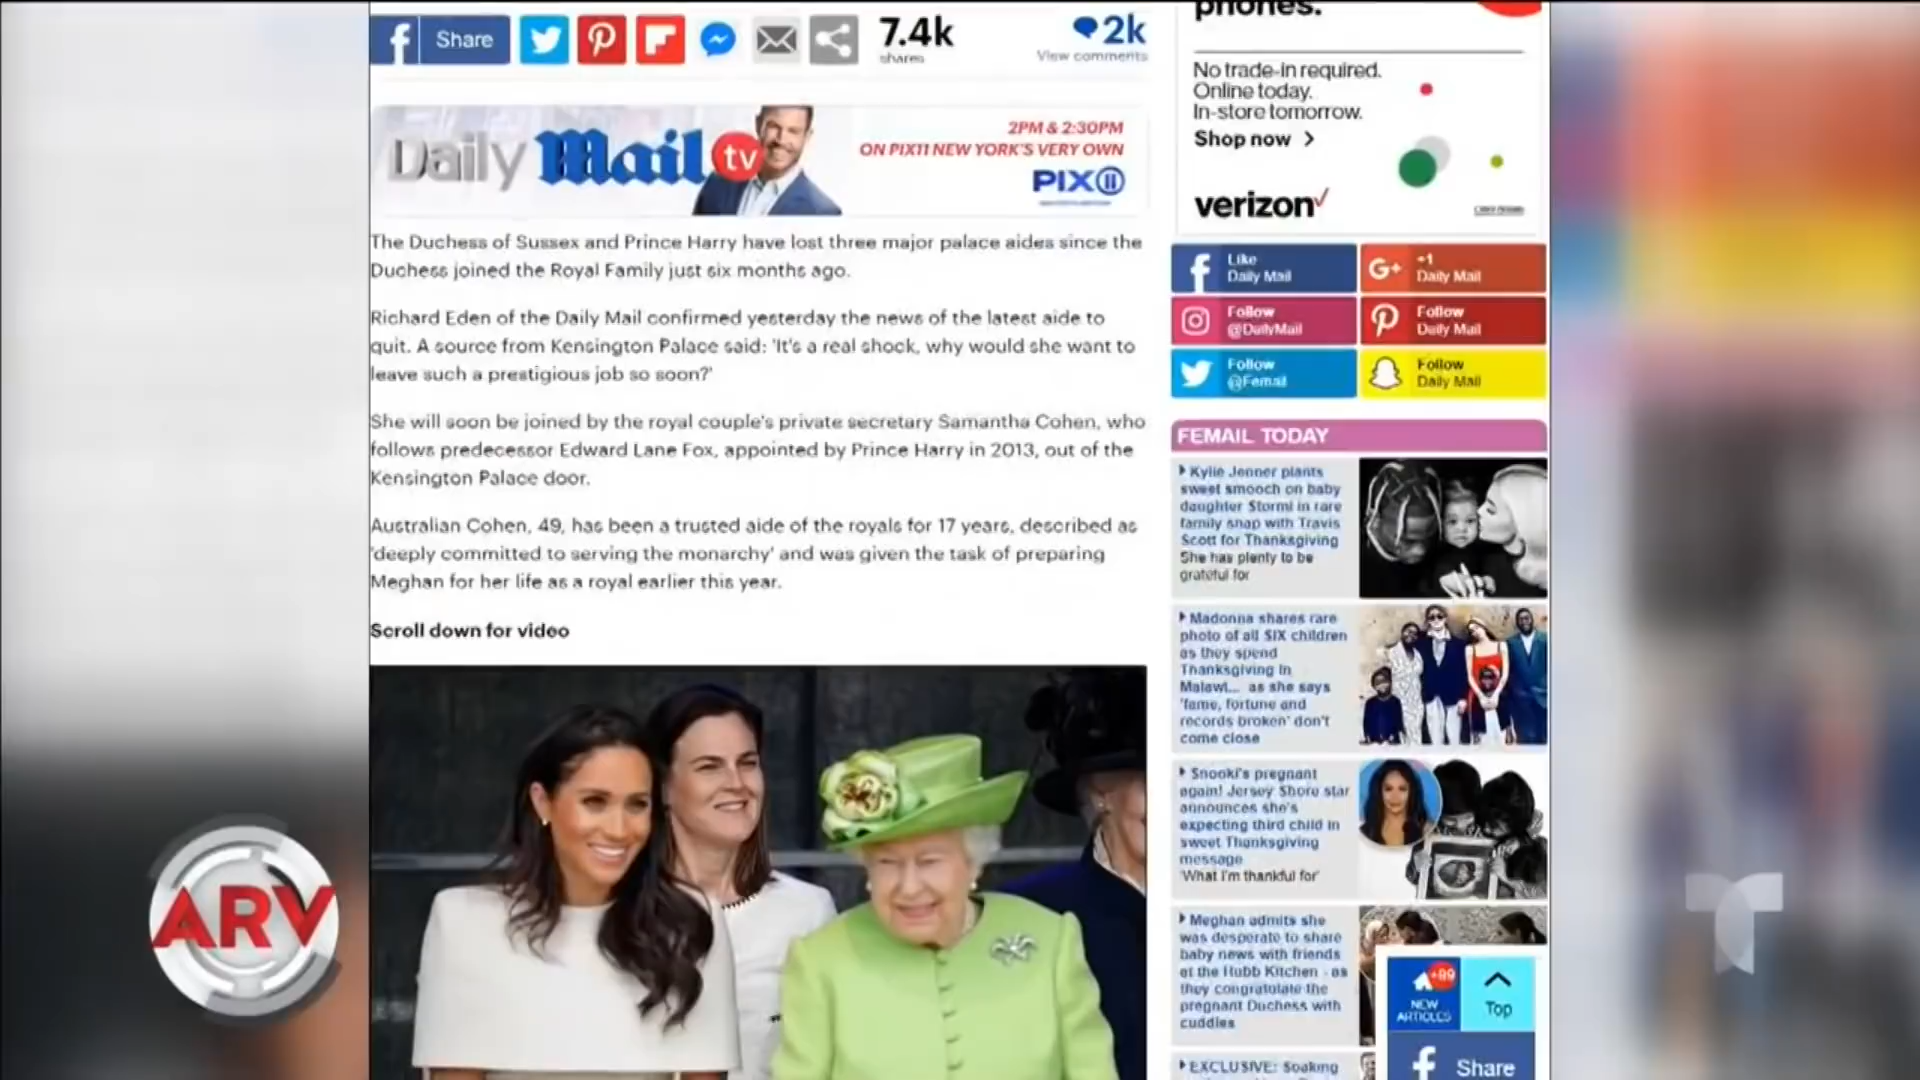 Share
7.4k
shares
2k
View comments
Daily Mail tv
2PM & 2:30PM
ON PIX11 NEW YORK'S VERY OWN
PIX11
The Duchess of Sussex and Prince Harry have lost three major palace aides since the
Duchess joined the Royal Family just six months ago.
Richard Eden of the Daily Mail confirmed yesterday the news of the latest aide to
quit. A source from Kensington Palace said: 'It's a real shock, why would she want to
leave such a prestigious job so soon?'
She will soon be joined by the royal couple's private secretary Samantha Cohen, who
follows predecessor Edward Lane Fox, appointed by Prince Harry in 2013, out of the
Kensington Palace door.
Australian Cohen, 49, has been a trusted aide of the royals for 17 years, described as
'deeply committed to serving the monarchy' and was given the task of preparing
Meghan for her life as a royal earlier this year.
Scroll down for video
phones.
No trade-in required.
Online today.
In-store tomorrow.
Shop now >
verizon✓
Like
Daily Mail
G+
+1
Daily Mail
Follow
@DailyMail
Follow
Daily Mail
Follow
@Femail
Follow
Daily Mail
FEMAIL TODAY
Kylie Jenner plants
sweet smooch on baby
daughter Stormi in rare
family snap with Travis
Scott for Thanksgiving
She has plenty to be
grateful for
Madonna shares rare
photo of all SIX children
as they spend
Thanksgiving in
Malawi... as she says
'fame, fortune and
records broken' don't
come close
Snooki's pregnant
again! Jersey Shore star
announces she's
expecting third child in
sweet Thanksgiving
message
'What I'm thankful for'
Meghan admits she
was desperate to share
baby news with friends
at the Hubb Kitchen - as
they congratulate the
pregnant Duchess with
cuddles
EXCLUSIVE: Soaking
+99
NEW
ARTICLES
Top
Share
ARV
T